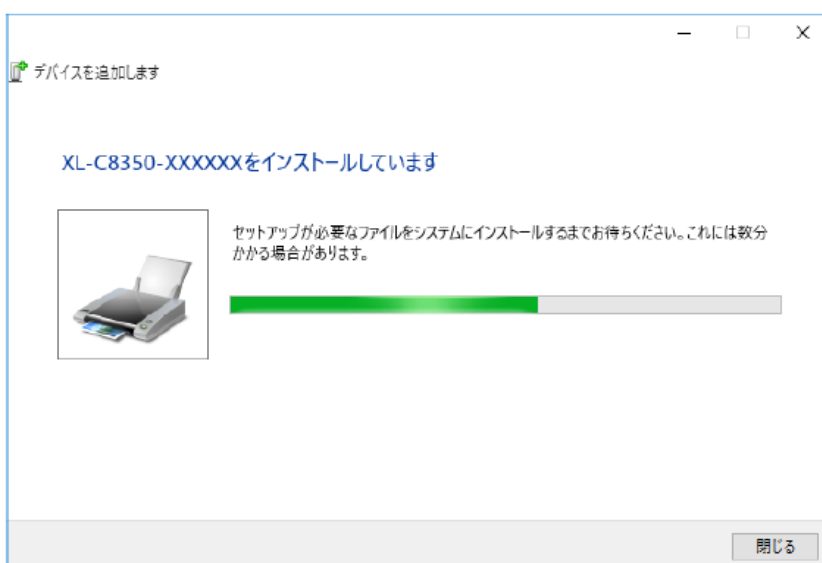 デバイスを追加します
XL-C8350-XXXXXXをインストールしています
セットアップが必要なファイルをシステムにインストールするまでお待ちください。これには数分
かかる場合があります。
閉じる